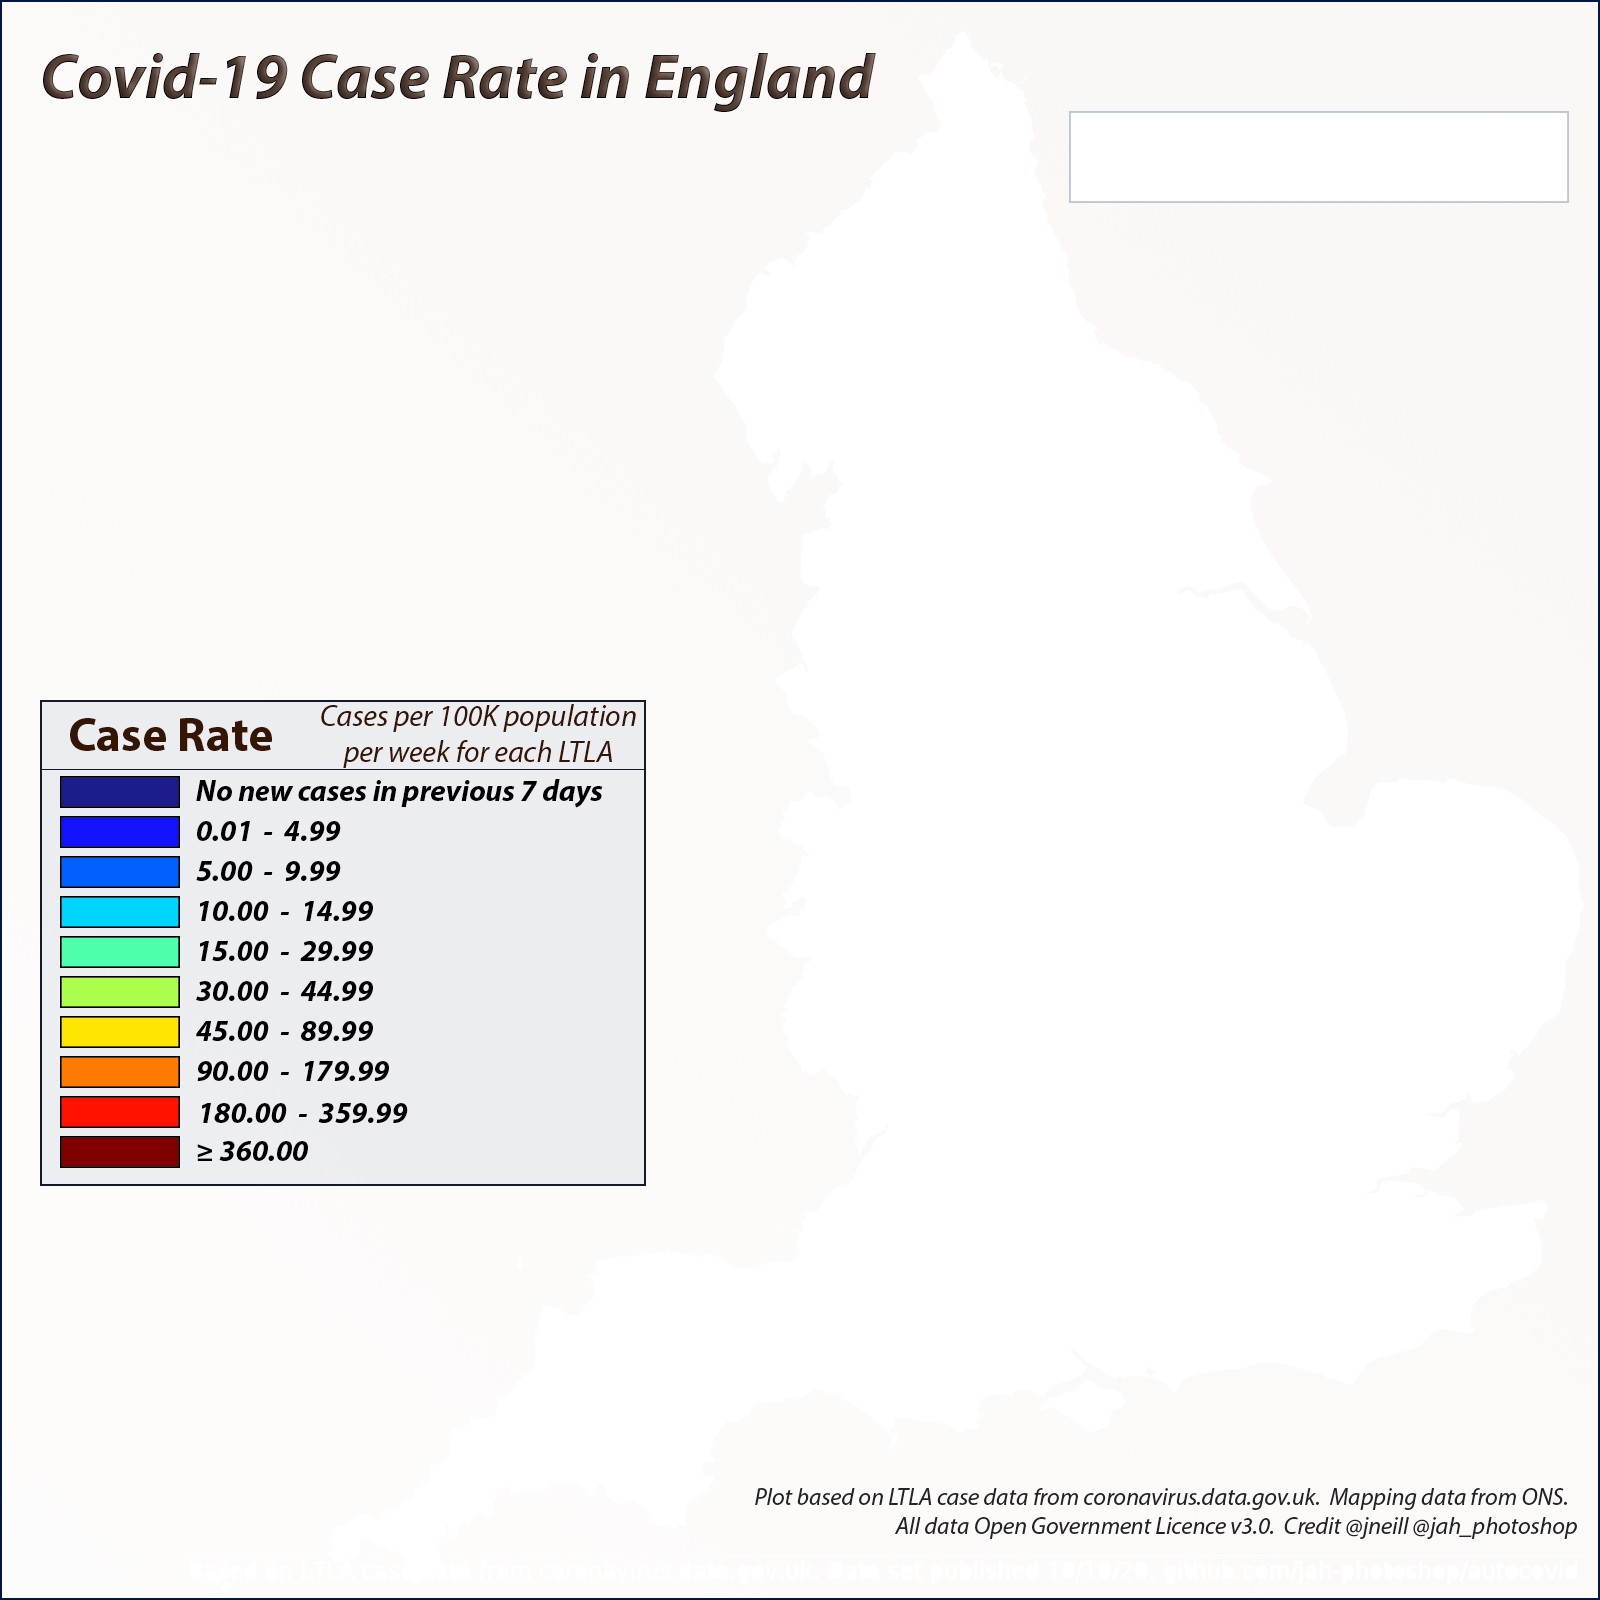 Covid-19 Case Rate in England
Case Rate
Cases per 100K population
per week for each LTLA
No new cases in previous 7 days
0.01 - 4.99
5.00 - 9.99
10.00 - 14.99
15.00 - 29.99
30.00 - 44.99
45.00 - 89.99
90.00 - 179.99
180.00 - 359.99
≥ 360.00
Plot based on LTLA case data from coronavirus.data.gov.uk. Mapping data from ONS.
All data Open Government Licence v3.0. Credit @jneill @jah_photoshop
Based on LTLA case data from coronavirus.data.gov.uk. Data set published github.com/jah-photoshop/autocovid